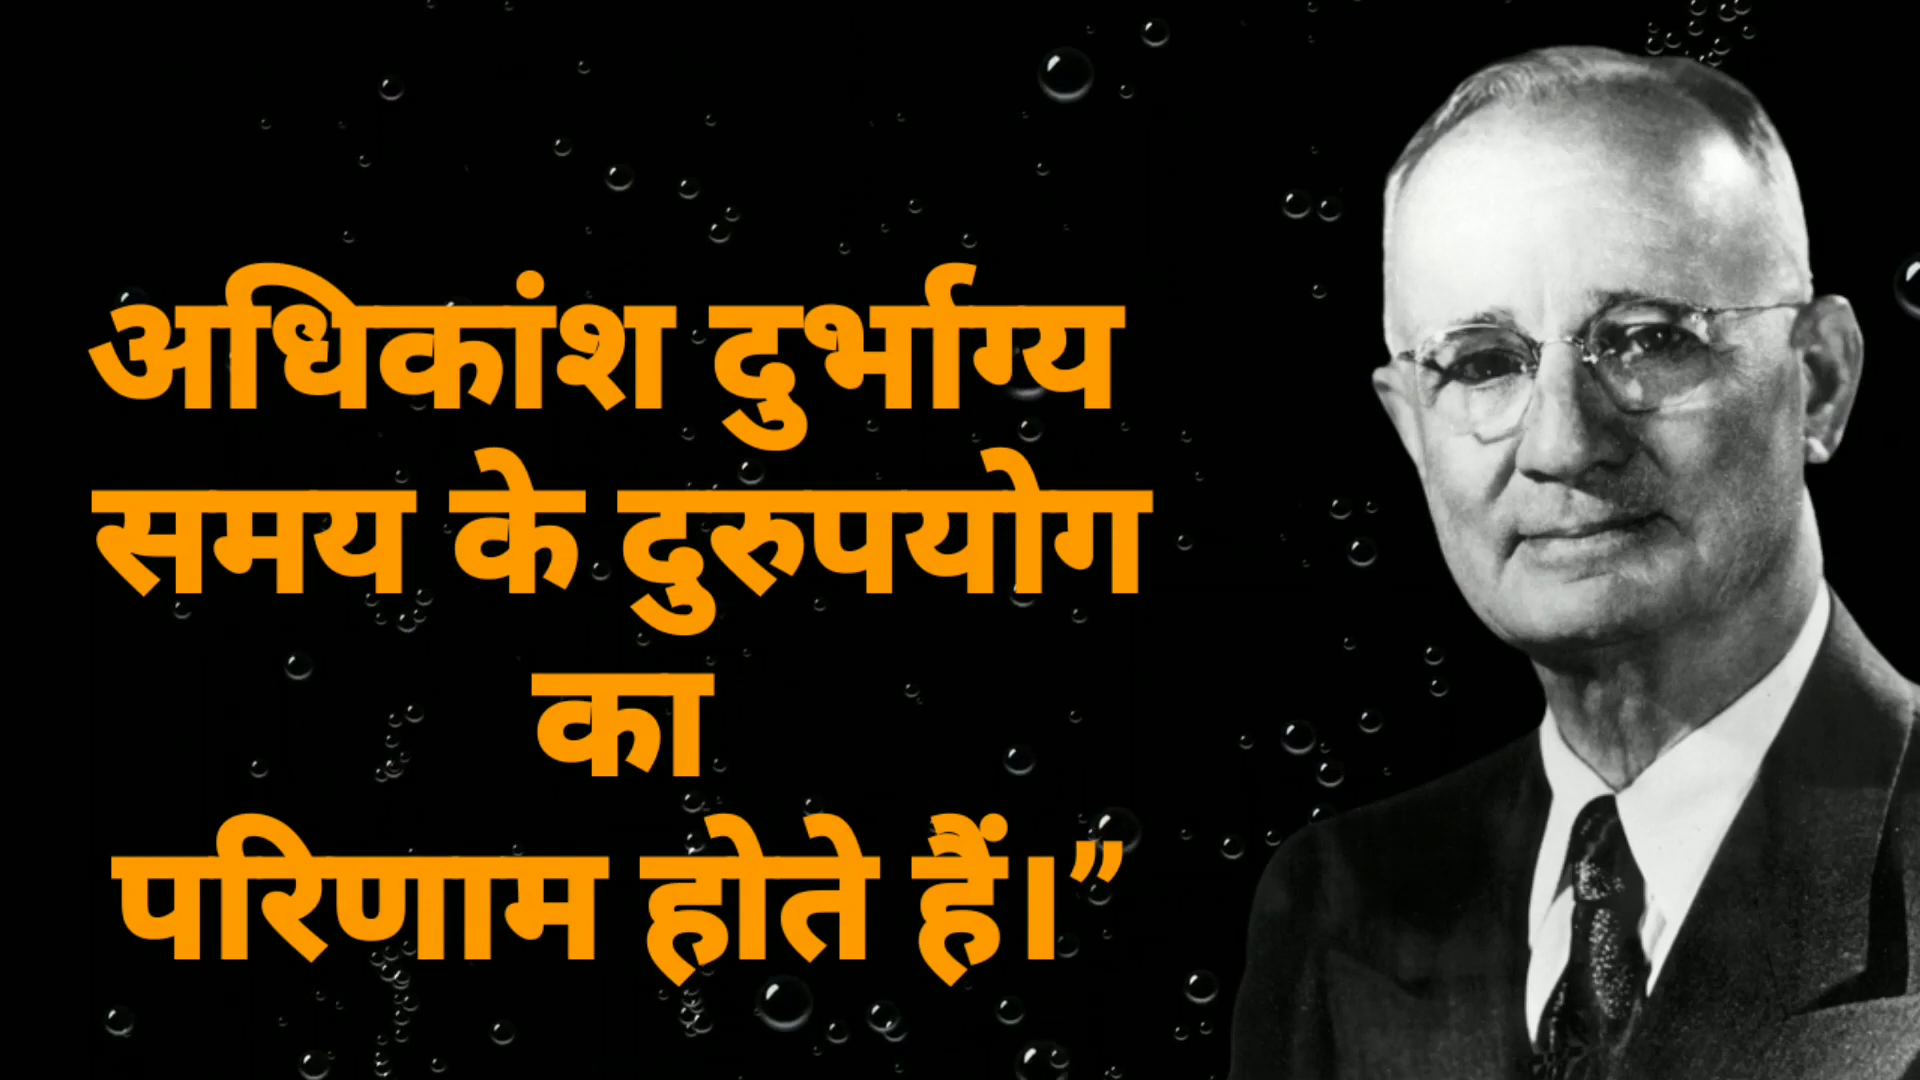 अधिकांश दुर्भाग्य
समय के दुरुपयोग
का
परिणाम होते हैं।”